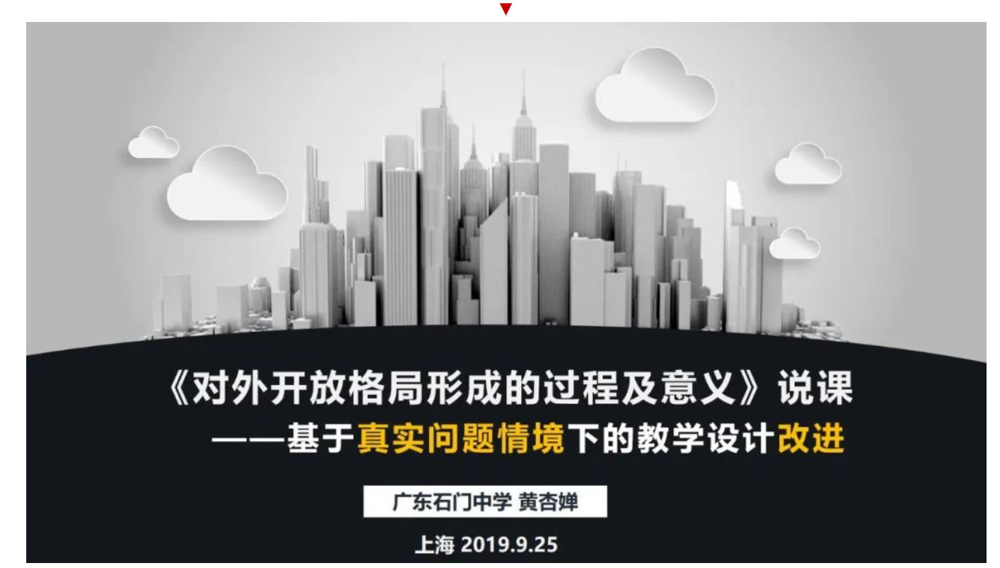 《对外开放格局形成的过程及意义》说课
——基于真实问题情境下的教学设计改进
广东石门中学 黄杏婵
上海 2019.9.25